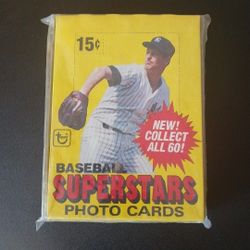 15¢
NEW!
COLLECT
ALL 60!
BASEBALL
SUPERSTARS
PHOTO CARDS